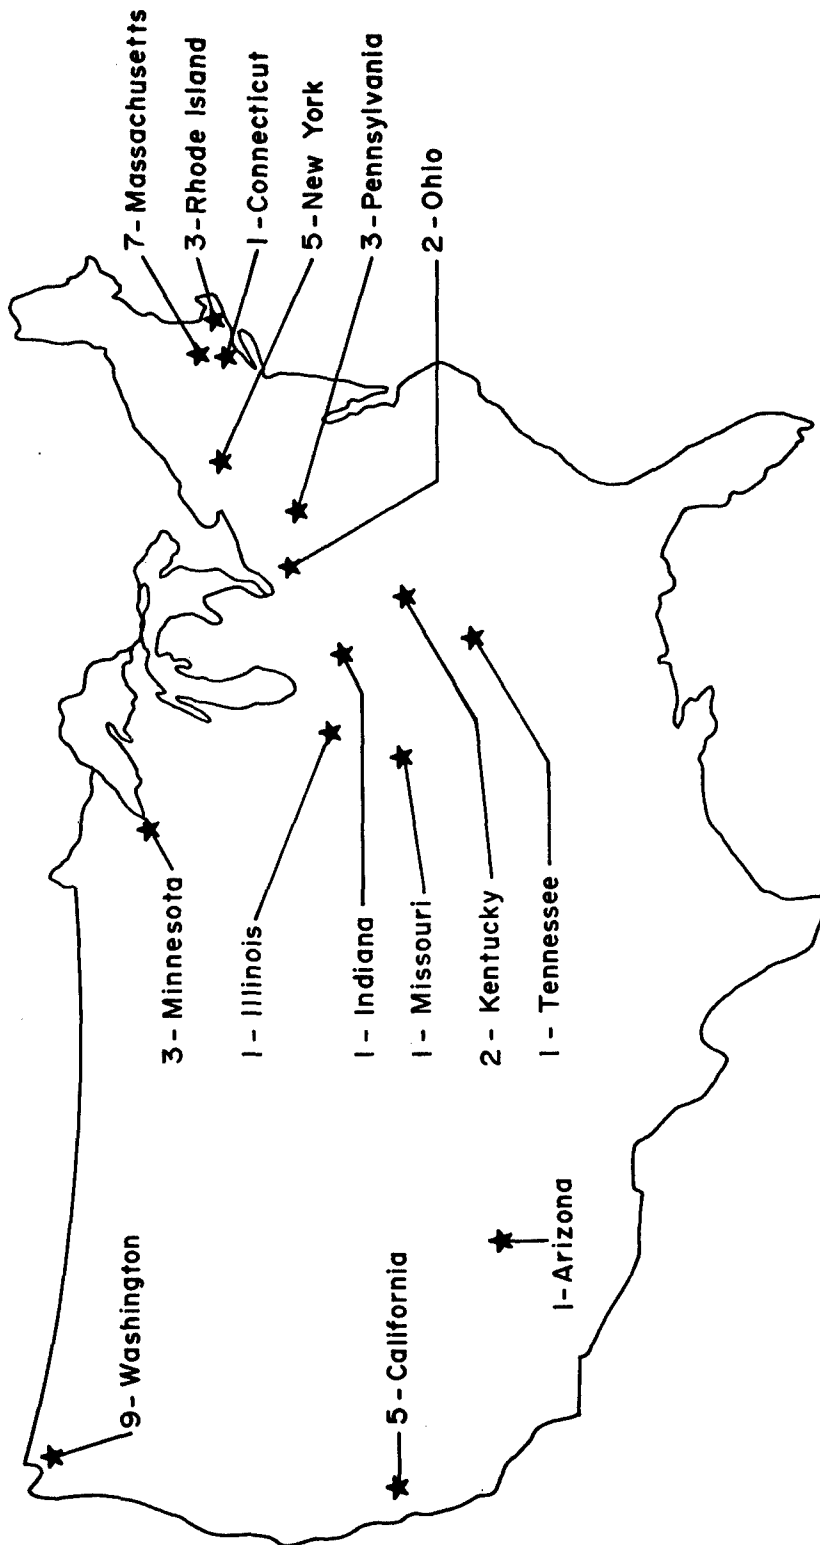 9-Washington
5-California
1-Arizona
3-Minnesota
1-Illinois
1-Indiana
1-Missouri
2-Kentucky
1-Tennessee
7-Massachusetts
3-Rhode Island
1-Connecticut
5-New York
3-Pennsylvania
2-Ohio